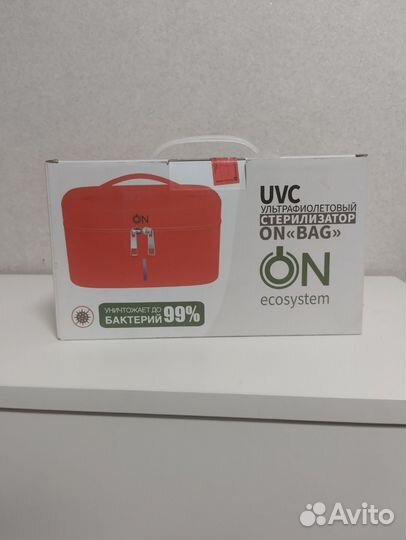 UVC
УЛЬТРАФИОЛЕТОВЫЙ
СТЕРИЛИЗАТОР
ON«BAG»
ON
ecosystem
ON
УНИЧТОЖАЕТ ДО
БАКТЕРИЙ 99%
Avito